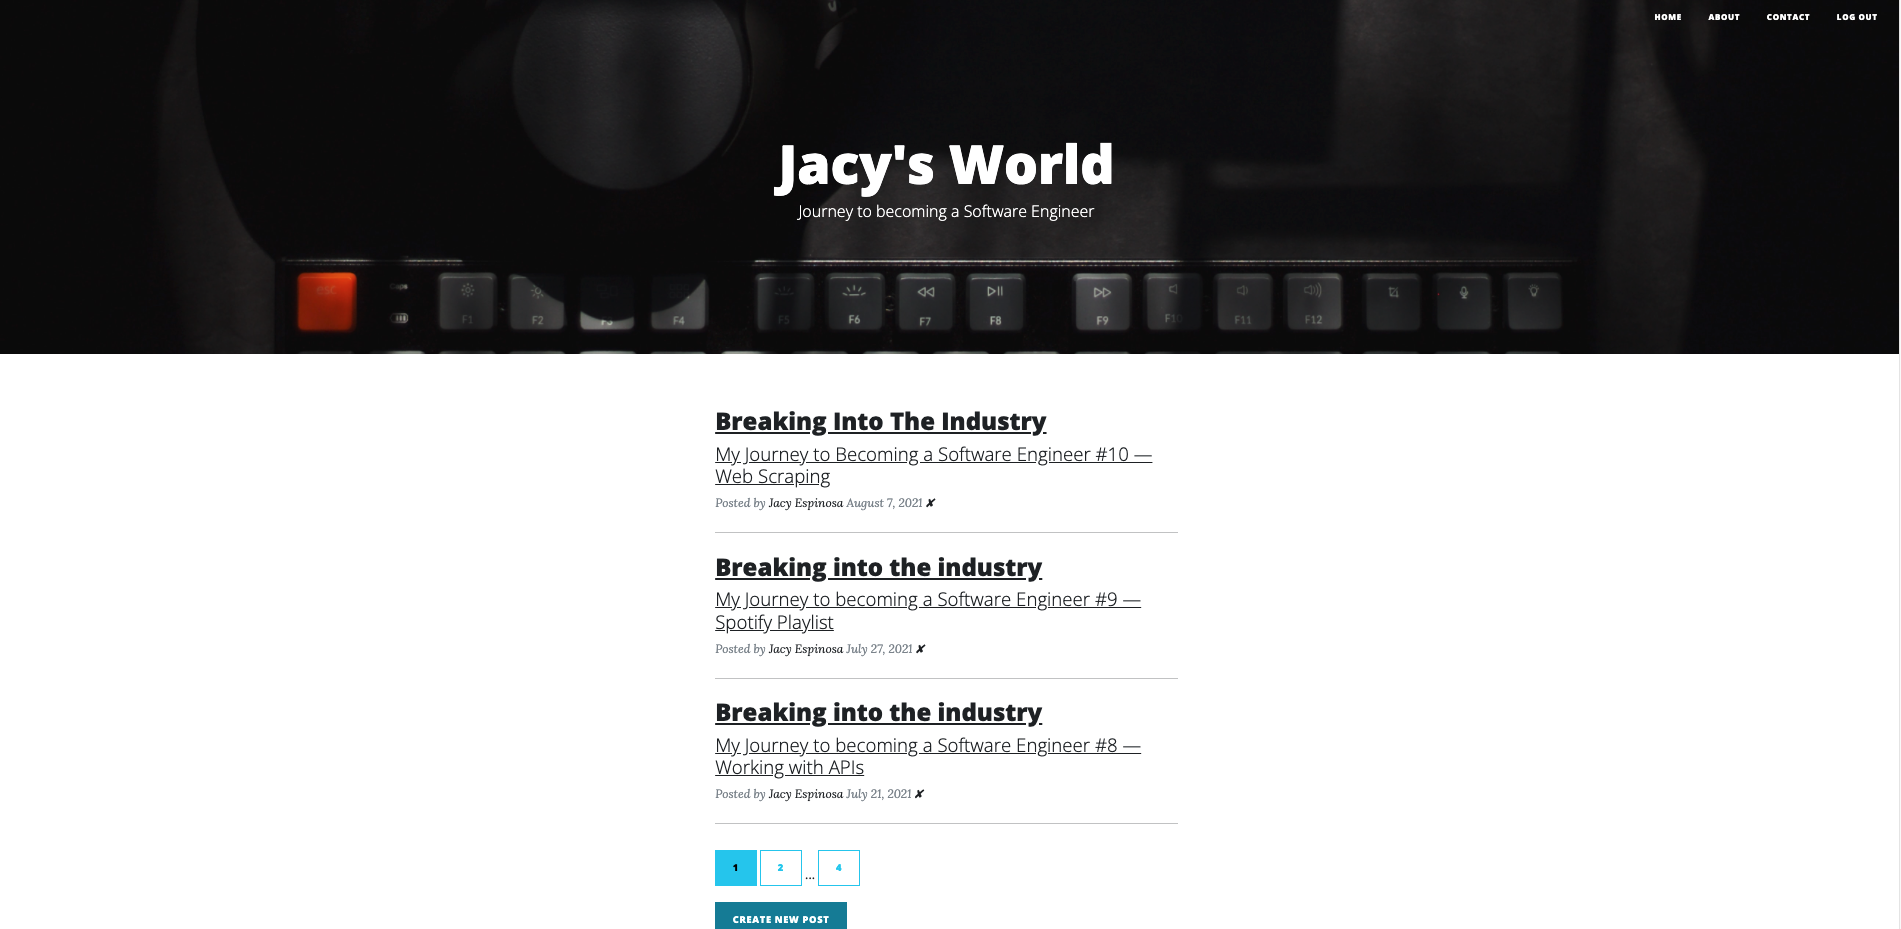 HOME ABOUT CONTACT LOG OUT
Jacy's World
Journey to becoming a Software Engineer
esc Caps F1 F2 F3 F4 F5 F6 F7 F8 F9 F10 F11 F12
Breaking Into The Industry
My Journey to Becoming a Software Engineer #10 —
Web Scraping
Posted by Jacy Espinosa August 7, 2021 ✘
Breaking into the industry
My Journey to becoming a Software Engineer #9 —
Spotify Playlist
Posted by Jacy Espinosa July 27, 2021 ✘
Breaking into the industry
My Journey to becoming a Software Engineer #8 —
Working with APIs
Posted by Jacy Espinosa July 21, 2021 ✘
1 2 ... 4
CREATE NEW POST